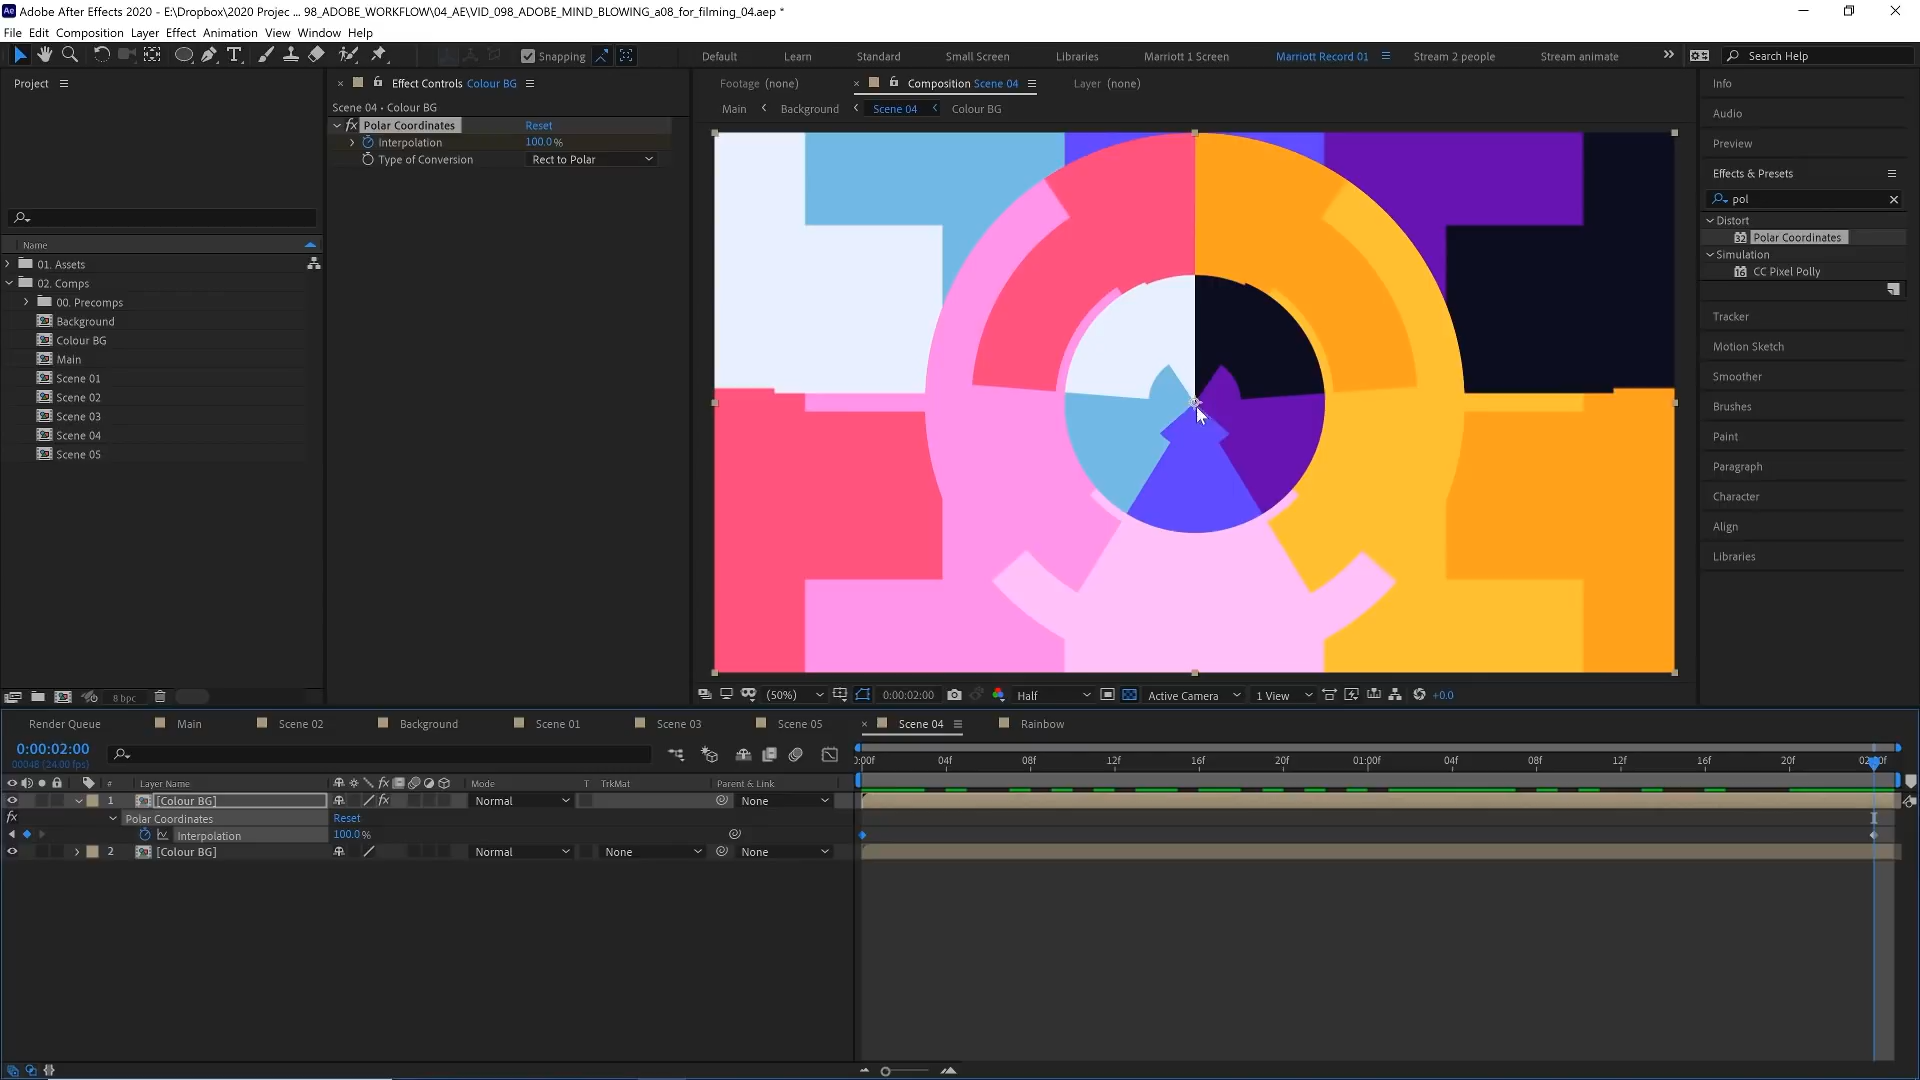 Adobe After Effects 2020 - E:\Dropbox\2020 Projec ... 98_ADOBE_WORKFLOW\04_AE\VID_098_ADOBE_MIND_BLOWING_a08_for_filming_04.aep *
File Edit Composition Layer Effect Animation View Window Help
Snapping Default Learn Standard Small Screen Libraries Marriott 1 Screen Marriott Record 01 Stream 2 people Stream animate Search Help
Project
Effect Controls Colour BG
Scene 04 • Colour BG
Polar Coordinates Reset
Interpolation 100.0 %
Type of Conversion Rect to Polar
Name
01. Assets
02. Comps
00. Precomps
Background
Colour BG
Main
Scene 01
Scene 02
Scene 03
Scene 04
Scene 05
8 bpc
Footage (none) Composition Scene 04 Layer (none)
Main Background Scene 04 Colour BG
(50%) 0:00:02:00 Half Active Camera 1 View +0.0
Info
Audio
Preview
Effects & Presets
pol
Distort
32 Polar Coordinates
Simulation
16 CC Pixel Polly
Tracker
Motion Sketch
Smoother
Brushes
Paint
Paragraph
Character
Align
Libraries
Render Queue Main Scene 02 Background Scene 01 Scene 03 Scene 05 Scene 04 Rainbow
0:00:02:00
00048 (24.00 fps)
# Layer Name Mode T TrkMat Parent & Link
1 [Colour BG] Normal None
Polar Coordinates Reset
Interpolation 100.0 %
2 [Colour BG] Normal None None
04f 08f 12f 16f 20f 01:00f 04f 08f 12f 16f 20f